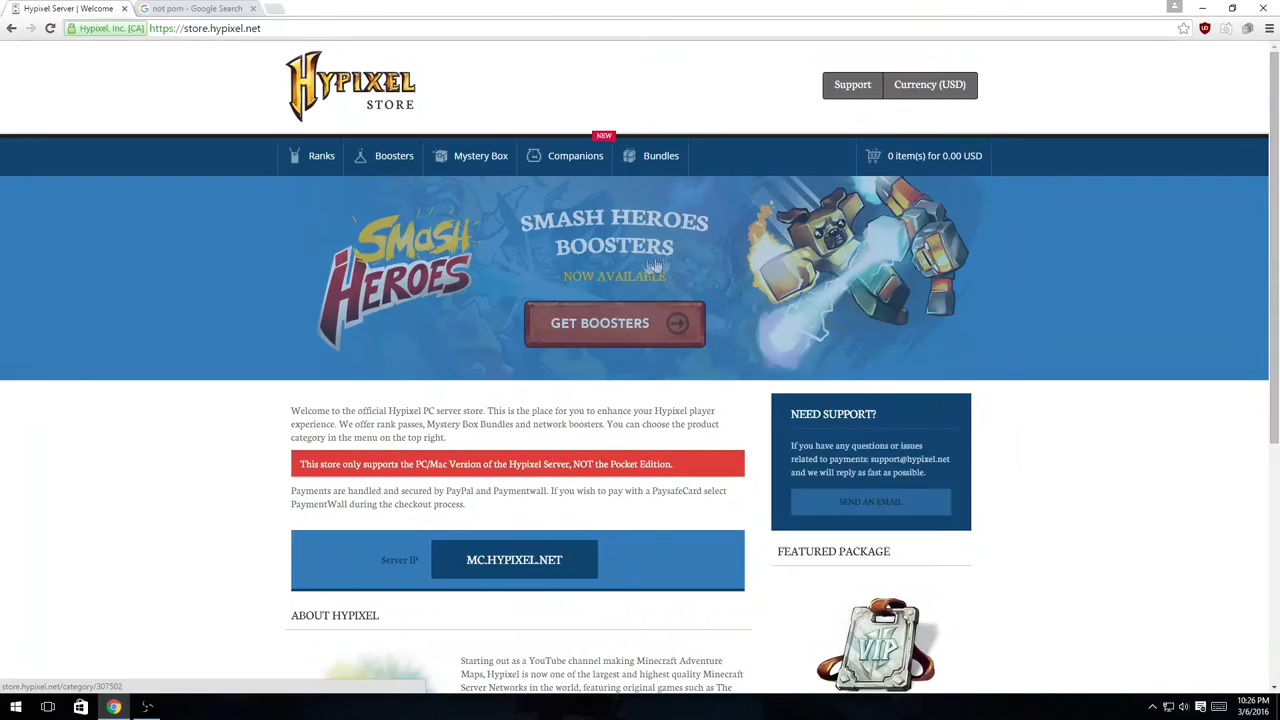 Hypixel Server | Welcome
not porn - Google Search
Hypixel, Inc. [CA]
https://store.hypixel.net
HYPIXEL
STORE
Support
Currency (USD)
NEW
Ranks
Boosters
Mystery Box
Companions
Bundles
0 item(s) for 0.00 USD
SMASH
HEROES
SMASH HEROES
BOOSTERS
- NOW AVAILABLE -
GET BOOSTERS
Welcome to the official Hypixel PC server store. This is the place for you to enhance your Hypixel player
experience. We offer rank passes, Mystery Box Bundles and network boosters. You can choose the product
category in the menu on the top right.
This store only supports the PC/Mac Version of the Hypixel Server, NOT the Pocket Edition.
Payments are handled and secured by PayPal and Paymentwall. If you wish to pay with a PaysafeCard select
PaymentWall during the checkout process.
Server IP
MC.HYPIXEL.NET
ABOUT HYPIXEL
Starting out as a YouTube channel making Minecraft Adventure
Maps, Hypixel is now one of the largest and highest quality Minecraft
Server Networks in the world, featuring original games such as The
NEED SUPPORT?
If you have any questions or issues
related to payments: support@hypixel.net
and we will reply as fast as possible.
SEND AN EMAIL
FEATURED PACKAGE
VIP
store.hypixel.net/category/307502
10:26 PM
3/6/2016